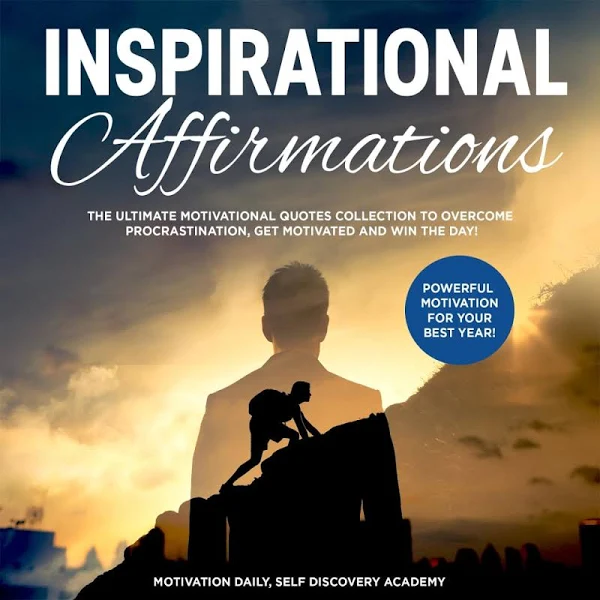 INSPIRATIONAL
Affirmations
THE ULTIMATE MOTIVATIONAL QUOTES COLLECTION TO OVERCOME
PROCRASTINATION, GET MOTIVATED AND WIN THE DAY!
POWERFUL
MOTIVATION
FOR YOUR
BEST YEAR!
MOTIVATION DAILY, SELF DISCOVERY ACADEMY